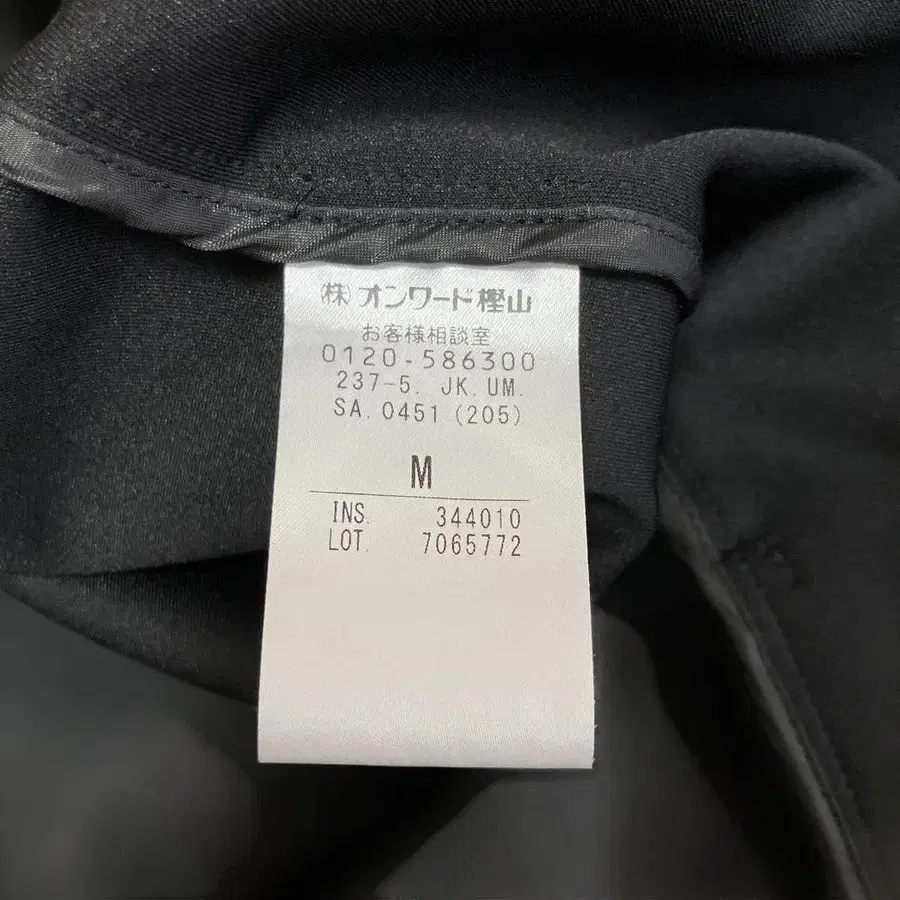 ㈱オンワード樫山
お客様相談室
0120-586300
237-5. JK.UM.
SA.0451(205)
M
INS. 344010
LOT. 7065772